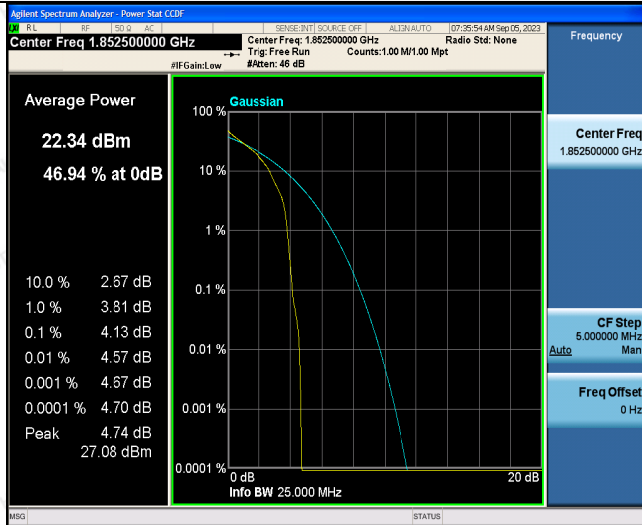 Agilent Spectrum Analyzer - Power Stat CCDF
RL RF 50 Ω AC SENSE:INT SOURCE OFF ALIGN AUTO 07:35:54 AM Sep 05, 2023
Center Freq 1.852500000 GHz
Center Freq: 1.852500000 GHz Radio Std: None
Trig: Free Run Counts:1.00 M/1.00 Mpt
#IFGain:Low #Atten: 46 dB
Frequency
Average Power
22.34 dBm
46.94 % at 0dB
10.0 % 2.67 dB
1.0 % 3.81 dB
0.1 % 4.13 dB
0.01 % 4.57 dB
0.001 % 4.67 dB
0.0001 % 4.70 dB
Peak 4.74 dB
27.08 dBm
Gaussian
100 %
10 %
1 %
0.1 %
0.01 %
0.001 %
0.0001 %
0 dB 20 dB
Info BW 25.000 MHz
Center Freq
1.852500000 GHz
CF Step
5.000000 MHz
Auto Man
Freq Offset
0 Hz
MSG STATUS